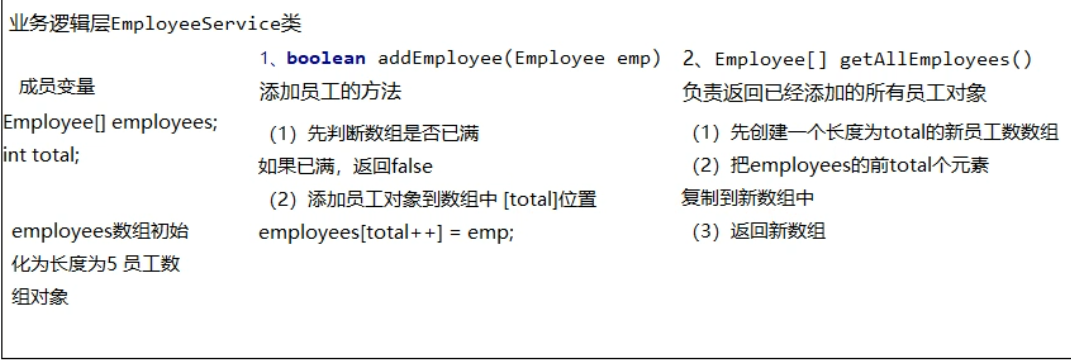 业务逻辑层EmployeeService类
成员变量
Employee[] employees;
int total;
employees数组初始
化为长度为5 员工数
组对象
1、boolean addEmployee(Employee emp)
添加员工的方法
（1）先判断数组是否已满
如果已满，返回false
（2）添加员工对象到数组中 [total]位置
employees[total++] = emp;
2、Employee[] getAllEmployees()
负责返回已经添加的所有员工对象
（1）先创建一个长度为total的新员工数数组
（2）把employees的前total个元素
复制到新数组中
（3）返回新数组